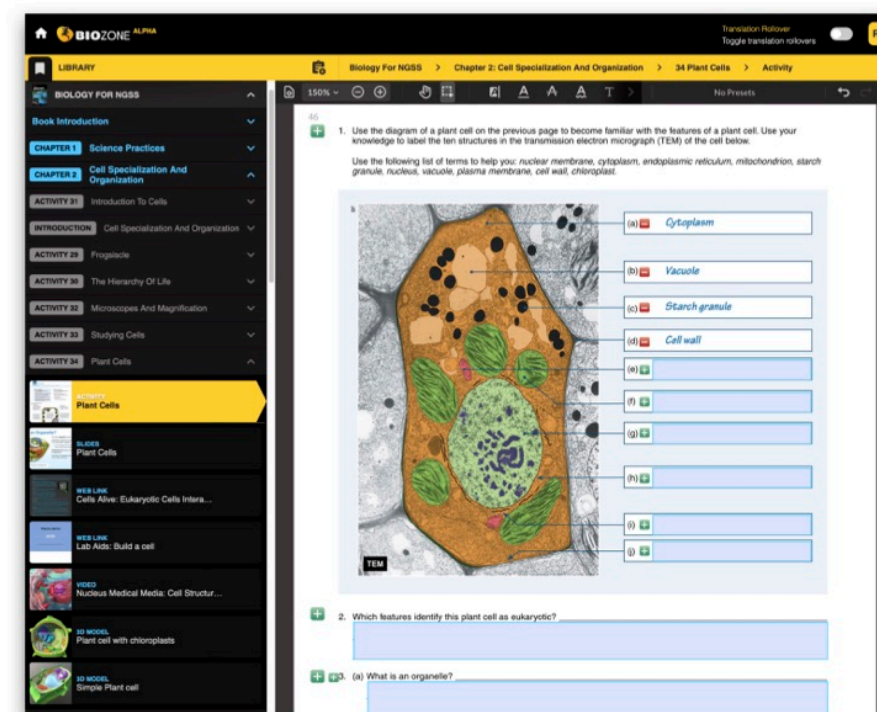 BIOZONE ALPHA
Translation Rollover
Toggle translation rollovers
LIBRARY
Biology For NGSS > Chapter 2: Cell Specialization And Organization > 34 Plant Cells > Activity
BIOLOGY FOR NGSS
150%
T
No Presets
Book Introduction
CHAPTER 1 Science Practices
CHAPTER 2 Cell Specialization And
Organization
ACTIVITY 31 Introduction To Cells
INTRODUCTION Cell Specialization And Organization
ACTIVITY 29 Frogsicle
ACTIVITY 30 The Hierarchy Of Life
ACTIVITY 32 Microscopes And Magnification
ACTIVITY 33 Studying Cells
ACTIVITY 34 Plant Cells
ACTIVITY
Plant Cells
SLIDES
Plant Cells
WEB LINK
Cells Alive: Eukaryotic Cells Intera...
WEB LINK
Lab Aids: Build a cell
VIDEO
Nucleus Medical Media: Cell Structur...
3D MODEL
Plant cell with chloroplasts
3D MODEL
Simple Plant cell
46
1. Use the diagram of a plant cell on the previous page to become familiar with the features of a plant cell. Use your
knowledge to label the ten structures in the transmission electron micrograph (TEM) of the cell below.
Use the following list of terms to help you: nuclear membrane, cytoplasm, endoplasmic reticulum, mitochondrion, starch
granule, nucleus, vacuole, plasma membrane, cell wall, chloroplast.
(a) Cytoplasm
(b) Vacuole
(c) Starch granule
(d) Cell wall
(e)
(f)
(g)
(h)
(i)
(j)
TEM
2. Which features identify this plant cell as eukaryotic?
3. (a) What is an organelle?